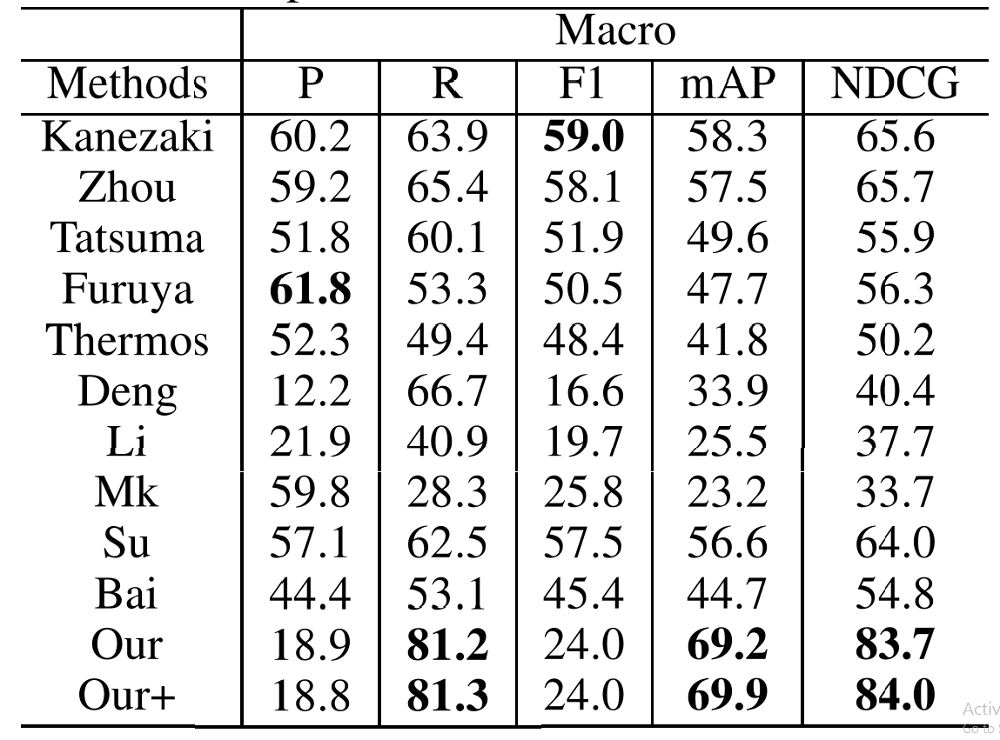 Macro
Methods P R F1 mAP NDCG
Kanezaki 60.2 63.9 59.0 58.3 65.6
Zhou 59.2 65.4 58.1 57.5 65.7
Tatsuma 51.8 60.1 51.9 49.6 55.9
Furuya 61.8 53.3 50.5 47.7 56.3
Thermos 52.3 49.4 48.4 41.8 50.2
Deng 12.2 66.7 16.6 33.9 40.4
Li 21.9 40.9 19.7 25.5 37.7
Mk 59.8 28.3 25.8 23.2 33.7
Su 57.1 62.5 57.5 56.6 64.0
Bai 44.4 53.1 45.4 44.7 54.8
Our 18.9 81.2 24.0 69.2 83.7
Our+ 18.8 81.3 24.0 69.9 84.0
Activ
Go to